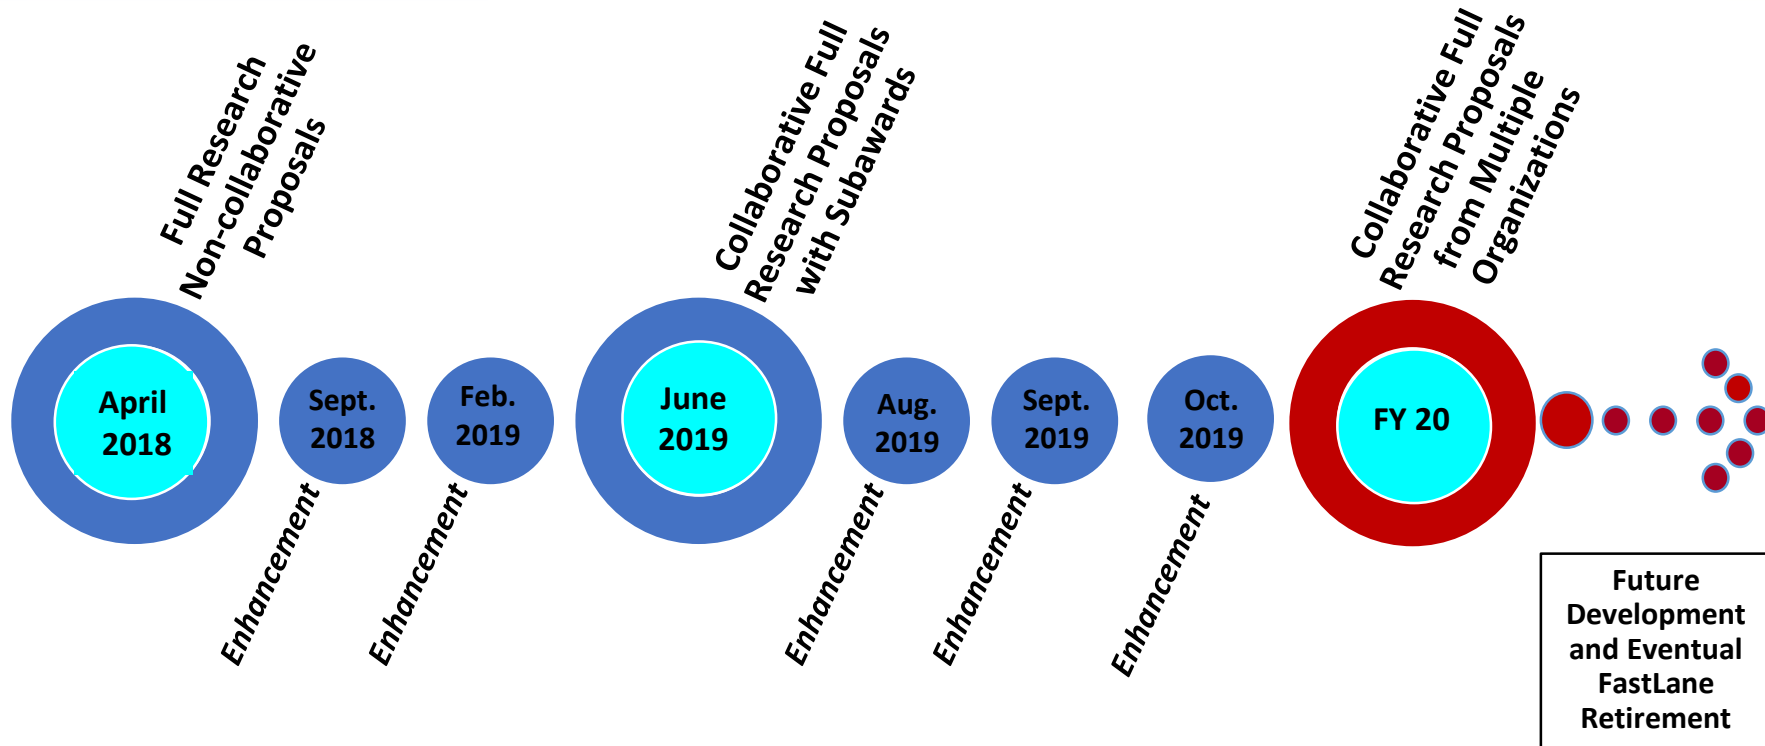 Full Research
Non-collaborative
Proposals
Collaborative Full
Research Proposals
with Subawards
Collaborative Full
Research Proposals
from Multiple
Organizations
April
2018
Sept.
2018
Feb.
2019
June
2019
Aug.
2019
Sept.
2019
Oct.
2019
FY 20
Enhancement
Enhancement
Enhancement
Enhancement
Enhancement
Future
Development
and Eventual
FastLane
Retirement